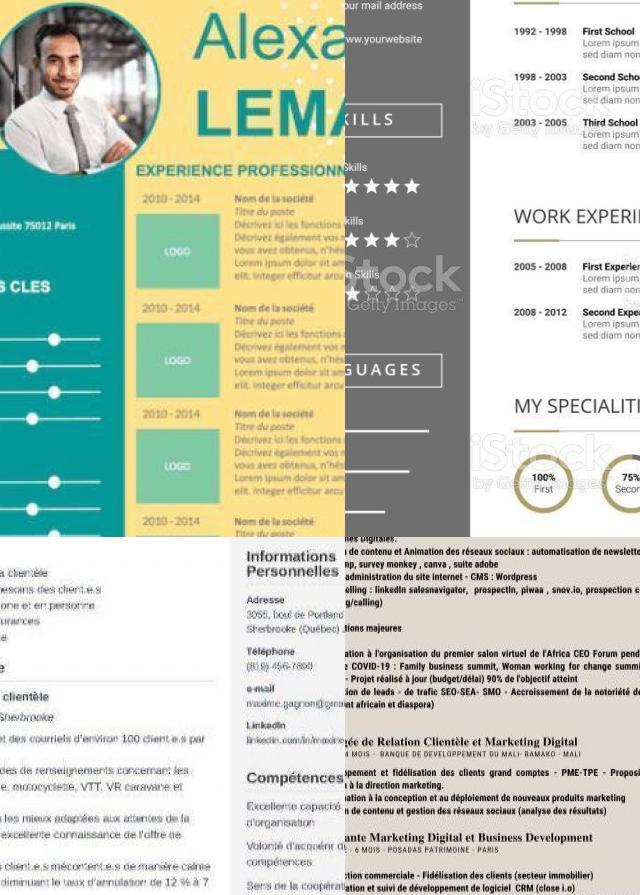 Alexa
LEMA
EXPERIENCE PROFESSIONN
2010 - 2014
Nom de la société
Titre du poste
Décrivez ici les fonctions
Décrivez également vos
vous avez obtenus, n'hés
Lorem ipsum dolor sit am
elit. Integer efficitur arcu
LOGO
ussite 75012 Paris
S CLES
2010 - 2014
Nom de la société
Titre du poste
Décrivez ici les fonctions
Décrivez également vos
vous avez obtenus, n'hés
Lorem ipsum dolor sit am
elit. Integer efficitur arcu
LOGO
2010 - 2014
Nom de la société
Titre du poste
Décrivez ici les fonctions
Décrivez également vos
vous avez obtenus, n'hés
Lorem ipsum dolor sit am
elit. Integer efficitur arcu
LOGO
2010 - 2014
Nom de la société
our mail address
ww.yourwebsite
KILLS
Skills
kills
n Skills
GUAGES
1992 - 1998
First School
Lorem ipsum
sed diam non
1998 - 2003
Second Scho
Lorem ipsum
sed diam non
2003 - 2005
Third School
Lorem ipsum
sed diam non
WORK EXPERI
2005 - 2008
First Experien
Lorem ipsum
sed diam non
2008 - 2012
Second Expe
Lorem ipsum
sed diam non
MY SPECIALITI
100%
First
75%
Secon
iStock
by Getty Images
Stock
Getty Images
iStock
by Getty Images
a clientèle
besoins des client.e.s
one et en personne
urances
e
e
clientèle
Sherbrooke
et des courriels d'environ 100 client.e.s par
des de renseignements concernant les
e, motocyclette, VTT, VR caravane et
s les mieux adaptées aux attentes de la
excellente connaissance de l'offre de
s client.e.s mécontent.e.s de manière calme
diminuant le taux d'annulation de 12 % à 7
Informations
Personnelles
Adresse
3055, boul de Portland
Sherbrooke (Québec)
Téléphone
(819) 456-7890
e-mail
maxime.gagnon@gmai
LinkedIn
linkedin.com/in/maxime
Compétences
Excellente capacité
d'organisation
Volonté d'acquérir de
compétences
Sens de la coopérati
nes Digitales.
n de contenu et Animation des réseaux sociaux : automatisation de newslette
mp, survey monkey , canva , suite adobe
administration du site internet - CMS : Wordpress
elling : linkedin salesnavigator, prospectln, piwaa , snov.io, prospection c
g/calling)
tions majeures
ation à l'organisation du premier salon virtuel de l'Africa CEO Forum pend
e COVID-19 : Family business summit, Woman working for change summi
- Projet réalisé à jour (budget/délai) 90% de l'objectif atteint
tion de leads - de trafic SEO-SEA- SMO - Accroissement de la notoriété de
nt africain et diaspora)
gée de Relation Clientèle et Marketing Digital
4 MOIS - BANQUE DE DEVELOPPEMENT DU MALI- BAMAKO - MALI
ppement et fidélisation des clients grand comptes - PME-TPE - Proposi
n à la direction marketing.
ation à la conception et au déploiement de nouveaux produits marketing
n de contenu et gestion des réseaux sociaux (analyse des résultats)
ante Marketing Digital et Business Development
- 6 MOIS - POSADAS PATRIMOINE - PARIS
ction commerciale - Fidélisation des clients (secteur immobilier)
ation et suivi de développement de logiciel CRM (close i.o)